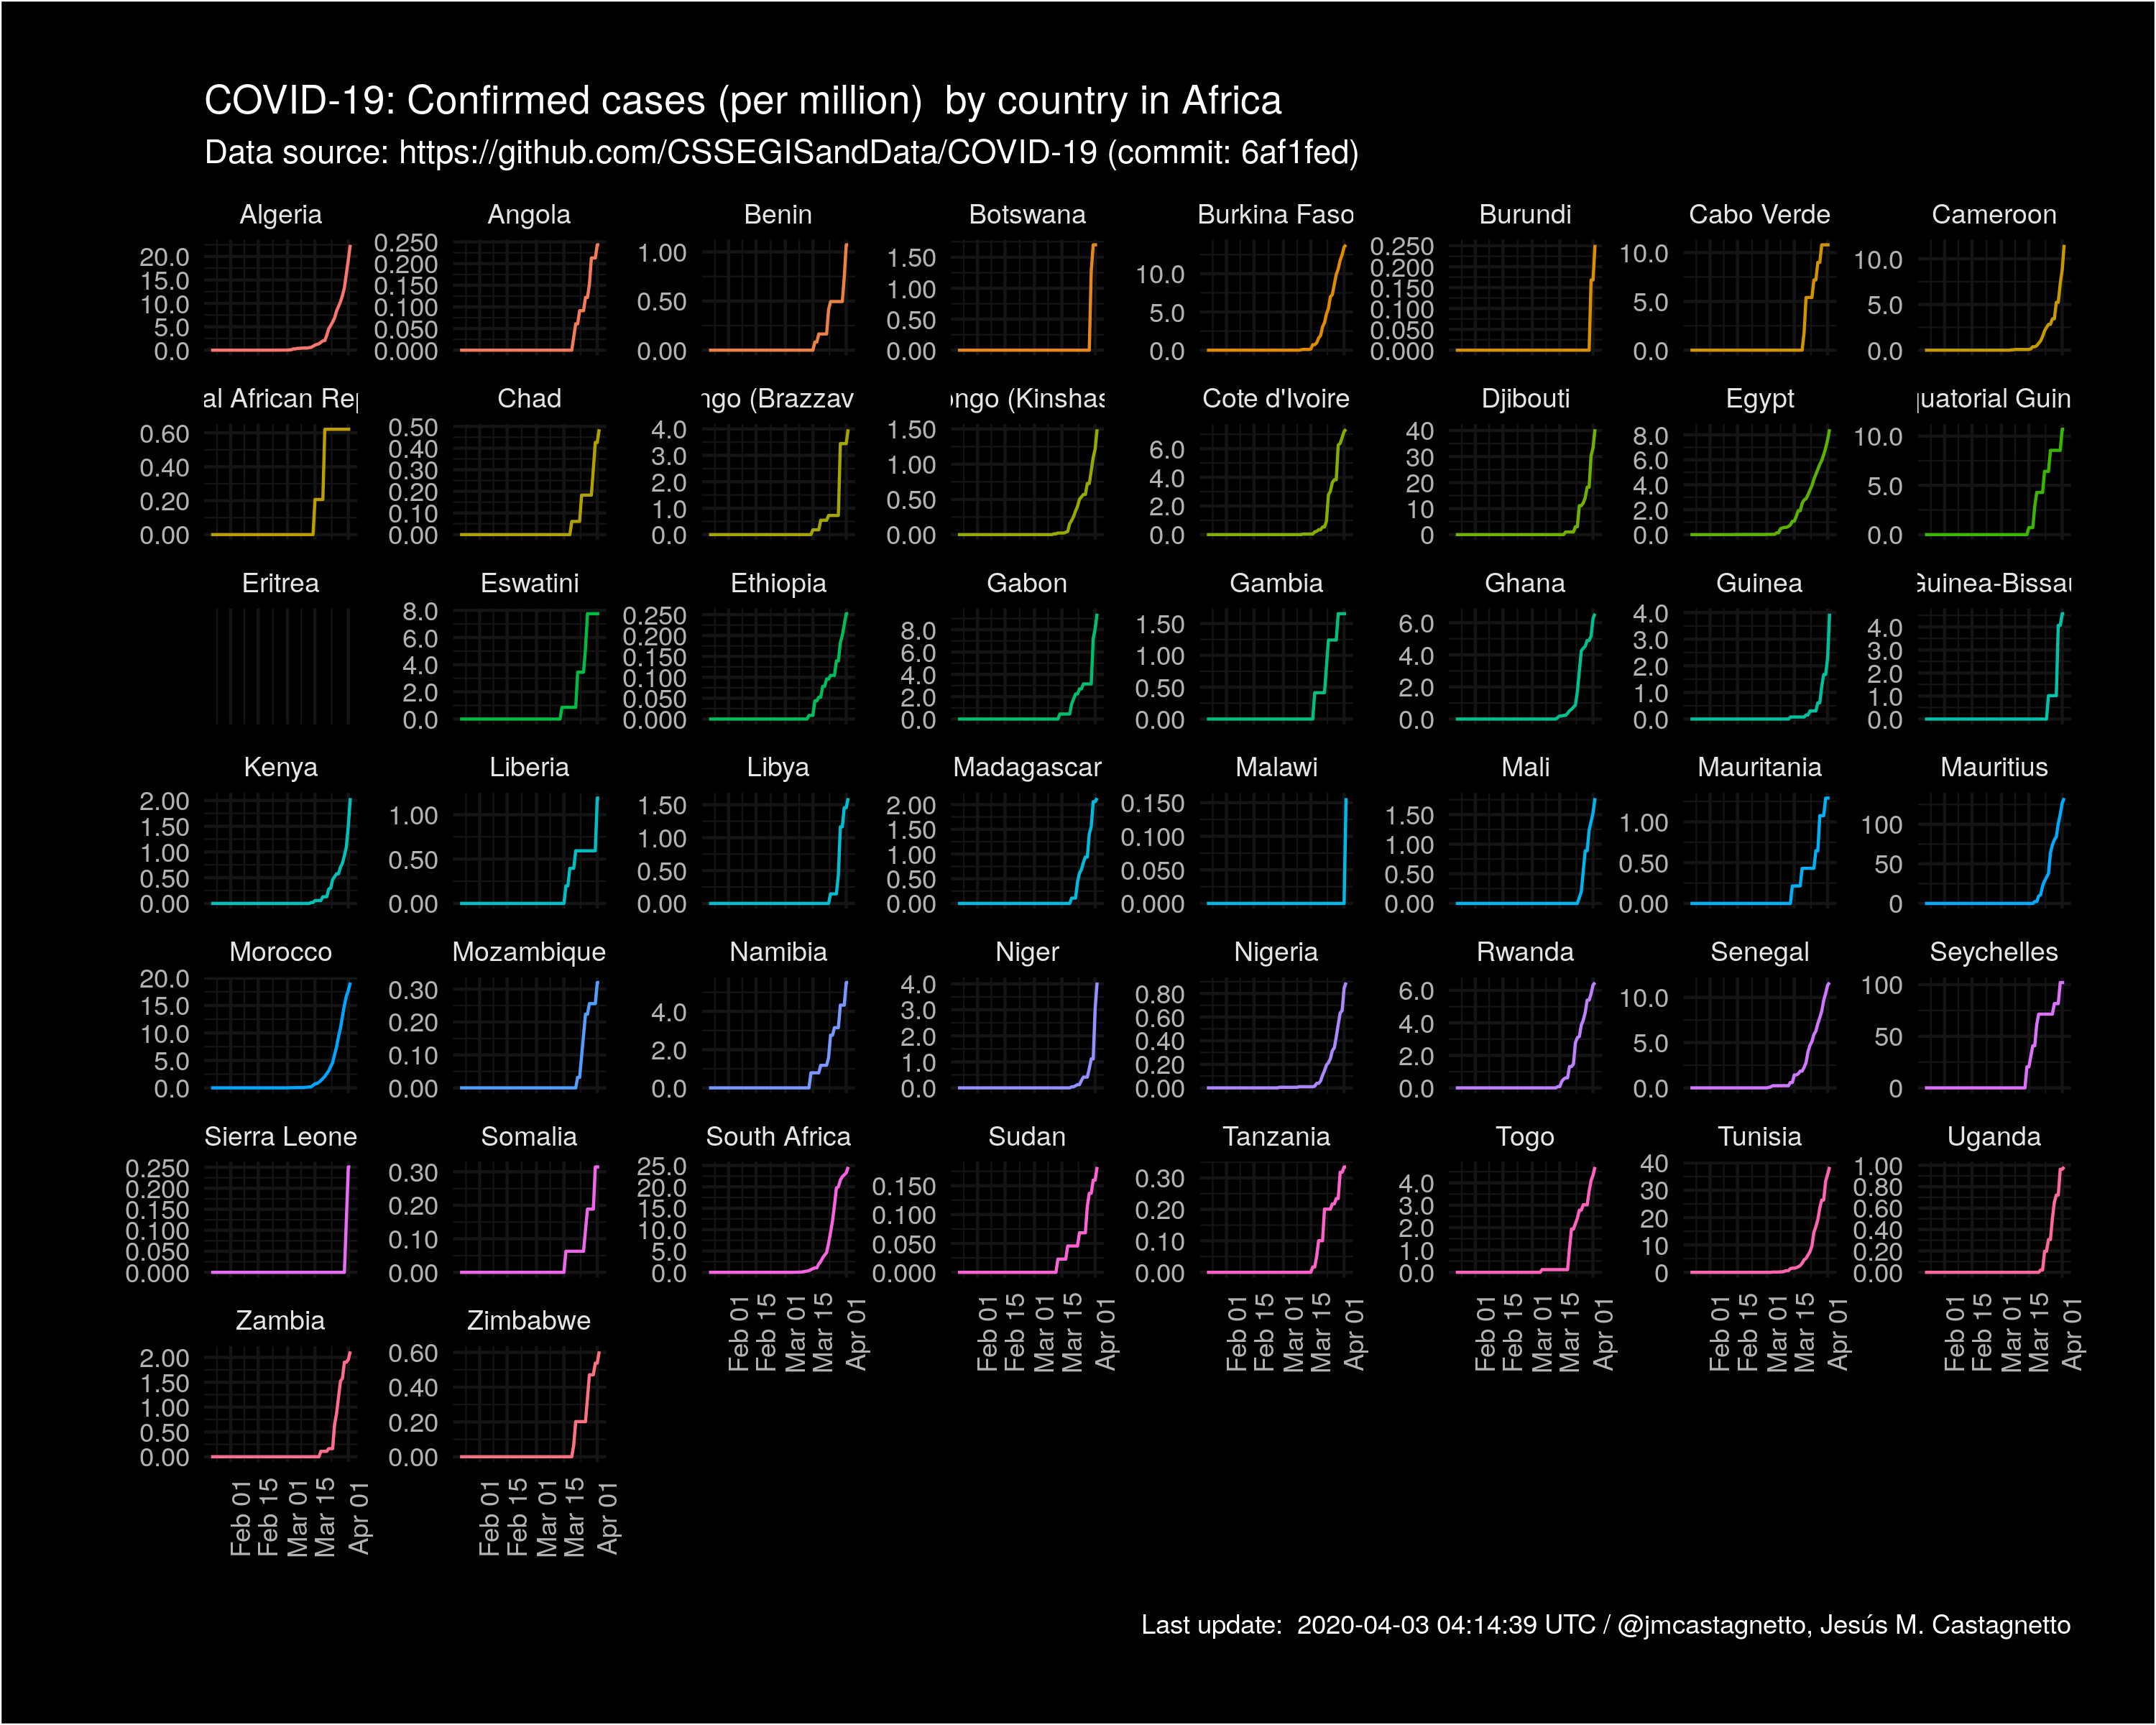 COVID-19: Confirmed cases (per million)  by country in Africa
Data source: https://github.com/CSSEGISandData/COVID-19 (commit: 6af1fed)
Algeria
20.0
15.0
10.0
5.0
0.0
Angola
0.250
0.200
0.150
0.100
0.050
0.000
Benin
1.00
0.50
0.00
Botswana
1.50
1.00
0.50
0.00
Burkina Faso
10.0
5.0
0.0
Burundi
0.250
0.200
0.150
0.100
0.050
0.000
Cabo Verde
10.0
5.0
0.0
Cameroon
10.0
5.0
0.0
al African Rep
0.60
0.40
0.20
0.00
Chad
0.50
0.40
0.30
0.20
0.10
0.00
ngo (Brazzav
4.0
3.0
2.0
1.0
0.0
ongo (Kinshas
1.50
1.00
0.50
0.00
Cote d'Ivoire
6.0
4.0
2.0
0.0
Djibouti
40
30
20
10
0
Egypt
8.0
6.0
4.0
2.0
0.0
quatorial Guin
10.0
5.0
0.0
Eritrea
Eswatini
8.0
6.0
4.0
2.0
0.0
Ethiopia
0.250
0.200
0.150
0.100
0.050
0.000
Gabon
8.0
6.0
4.0
2.0
0.0
Gambia
1.50
1.00
0.50
0.00
Ghana
6.0
4.0
2.0
0.0
Guinea
4.0
3.0
2.0
1.0
0.0
Guinea-Bissau
4.0
3.0
2.0
1.0
0.0
Kenya
2.00
1.50
1.00
0.50
0.00
Liberia
1.00
0.50
0.00
Libya
1.50
1.00
0.50
0.00
Madagascar
2.00
1.50
1.00
0.50
0.00
Malawi
0.150
0.100
0.050
0.000
Mali
1.50
1.00
0.50
0.00
Mauritania
1.00
0.50
0.00
Mauritius
100
50
0
Morocco
20.0
15.0
10.0
5.0
0.0
Mozambique
0.30
0.20
0.10
0.00
Namibia
4.0
2.0
0.0
Niger
4.0
3.0
2.0
1.0
0.0
Nigeria
0.80
0.60
0.40
0.20
0.00
Rwanda
6.0
4.0
2.0
0.0
Senegal
10.0
5.0
0.0
Seychelles
100
50
0
Sierra Leone
0.250
0.200
0.150
0.100
0.050
0.000
Somalia
0.30
0.20
0.10
0.00
South Africa
25.0
20.0
15.0
10.0
5.0
0.0
Feb 01
Feb 15
Mar 01
Mar 15
Apr 01
Sudan
0.150
0.100
0.050
0.000
Feb 01
Feb 15
Mar 01
Mar 15
Apr 01
Tanzania
0.30
0.20
0.10
0.00
Feb 01
Feb 15
Mar 01
Mar 15
Apr 01
Togo
4.0
3.0
2.0
1.0
0.0
Feb 01
Feb 15
Mar 01
Mar 15
Apr 01
Tunisia
40
30
20
10
0
Feb 01
Feb 15
Mar 01
Mar 15
Apr 01
Uganda
1.00
0.80
0.60
0.40
0.20
0.00
Feb 01
Feb 15
Mar 01
Mar 15
Apr 01
Zambia
2.00
1.50
1.00
0.50
0.00
Feb 01
Feb 15
Mar 01
Mar 15
Apr 01
Zimbabwe
0.60
0.40
0.20
0.00
Feb 01
Feb 15
Mar 01
Mar 15
Apr 01
Last update:  2020-04-03 04:14:39 UTC / @jmcastagnetto, Jesús M. Castagnetto